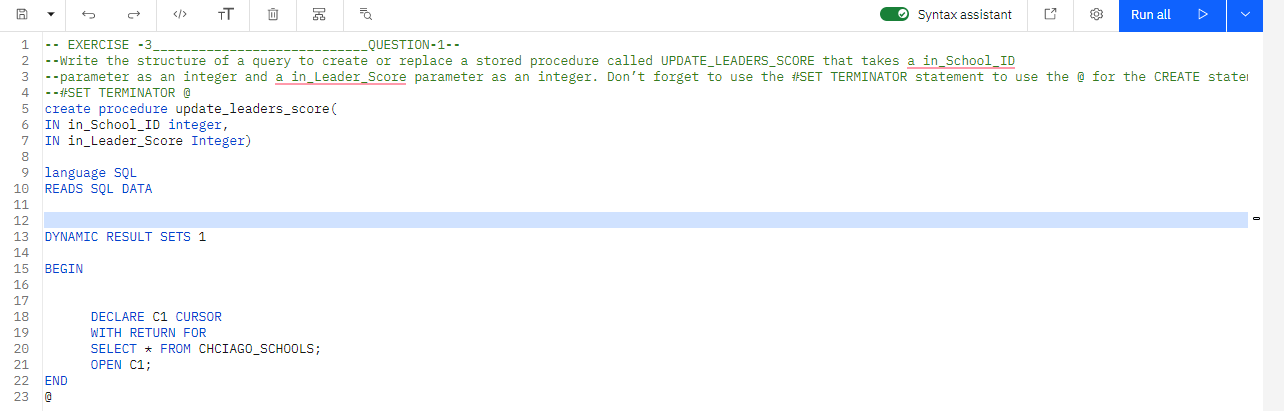 Syntax assistant
Run all
1 -- EXERCISE -3____________________________QUESTION-1--
2 --Write the structure of a query to create or replace a stored procedure called UPDATE_LEADERS_SCORE that takes a in_School_ID
3 --parameter as an integer and a in_Leader_Score parameter as an integer. Don't forget to use the #SET TERMINATOR statement to use the @ for the CREATE stater
4 --#SET TERMINATOR @
5 create procedure update_leaders_score(
6 IN in_School_ID integer,
7 IN in_Leader_Score Integer)
8
9 language SQL
10 READS SQL DATA
11
12
13 DYNAMIC RESULT SETS 1
14
15 BEGIN
16
17
18 DECLARE C1 CURSOR
19 WITH RETURN FOR
20 SELECT * FROM CHCIAGO_SCHOOLS;
21 OPEN C1;
22 END
23 @